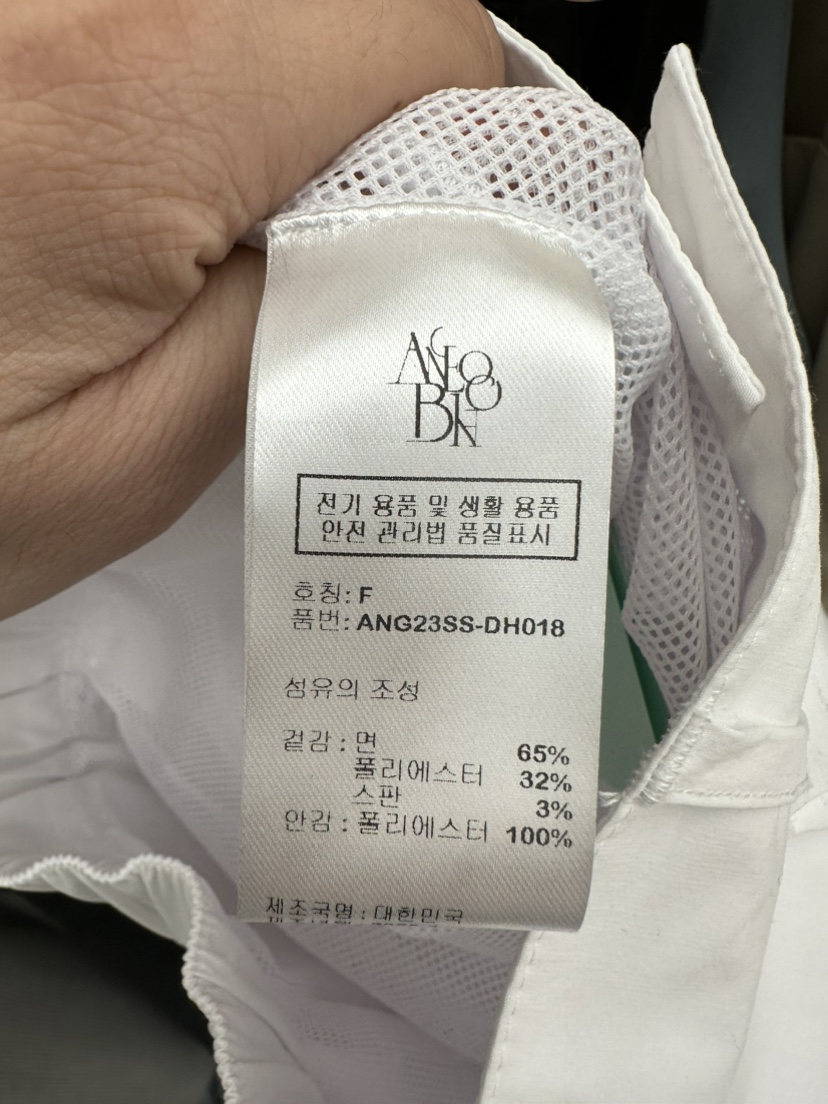 ANEOOC
BIN
전기 용품 및 생활 용품
안전 관리법 품질표시
호칭: F
품번: ANG23SS-DH018
섬유의 조성
겉감 : 면 65%
폴리에스터 32%
스판 3%
안감 : 폴리에스터 100%
제조국명 : 대한민국